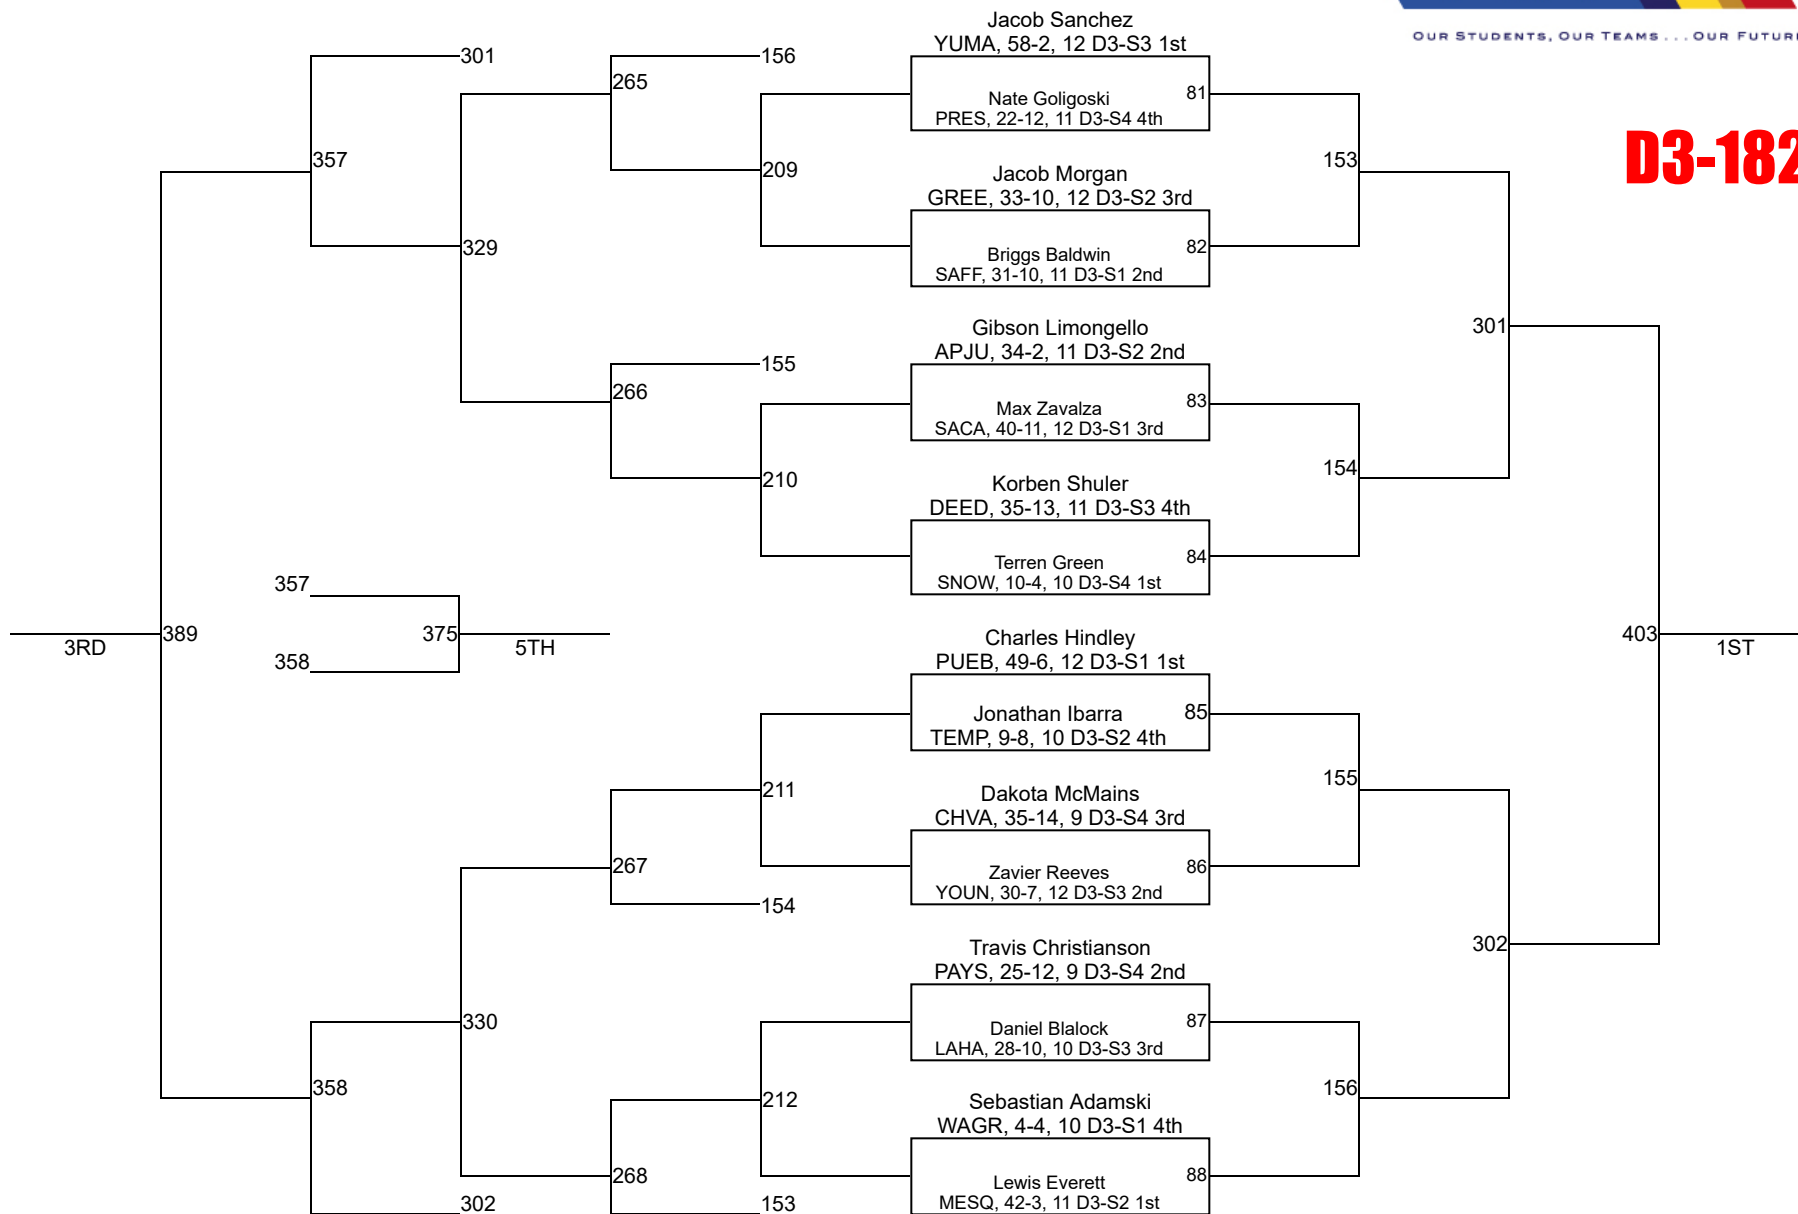 OUR STUDENTS, OUR TEAMS...OUR FUTURE
D3-182
Jacob Sanchez
YUMA, 58-2, 12 D3-S3 1st
Nate Goligoski
PRES, 22-12, 11 D3-S4 4th
81
Jacob Morgan
GREE, 33-10, 12 D3-S2 3rd
Briggs Baldwin
SAFF, 31-10, 11 D3-S1 2nd
82
Gibson Limongello
APJU, 34-2, 11 D3-S2 2nd
Max Zavalza
SACA, 40-11, 12 D3-S1 3rd
83
Korben Shuler
DEED, 35-13, 11 D3-S3 4th
Terren Green
SNOW, 10-4, 10 D3-S4 1st
84
Charles Hindley
PUEB, 49-6, 12 D3-S1 1st
Jonathan Ibarra
TEMP, 9-8, 10 D3-S2 4th
85
Dakota McMains
CHVA, 35-14, 9 D3-S4 3rd
Zavier Reeves
YOUN, 30-7, 12 D3-S3 2nd
86
Travis Christianson
PAYS, 25-12, 9 D3-S4 2nd
Daniel Blalock
LAHA, 28-10, 10 D3-S3 3rd
87
Sebastian Adamski
WAGR, 4-4, 10 D3-S1 4th
Lewis Everett
MESQ, 42-3, 11 D3-S2 1st
88
153
154
155
156
301
302
403
1ST
156
209
155
210
211
154
212
153
265
266
267
268
329
330
301
357
358
302
389
3RD
357
358
375
5TH